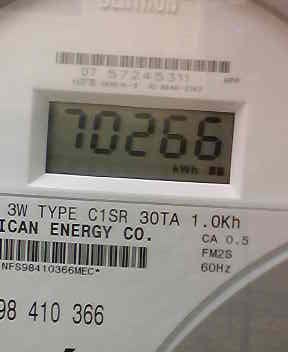 07 57245311
70266
kWh
3W TYPE C1SR 30TA 1.0Kh
ICAN ENERGY CO.
CA 0.5
FM2S
60Hz
NFS98410366MEC*
98 410 366